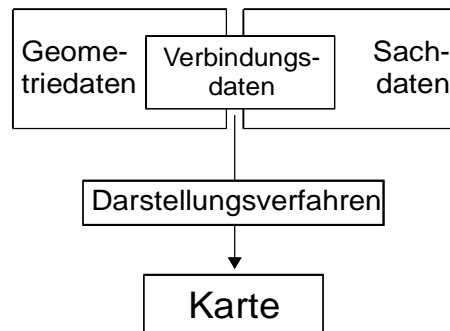 Geome-
triedaten
Verbindungs-
daten
Sach-
daten
Darstellungsverfahren
Karte